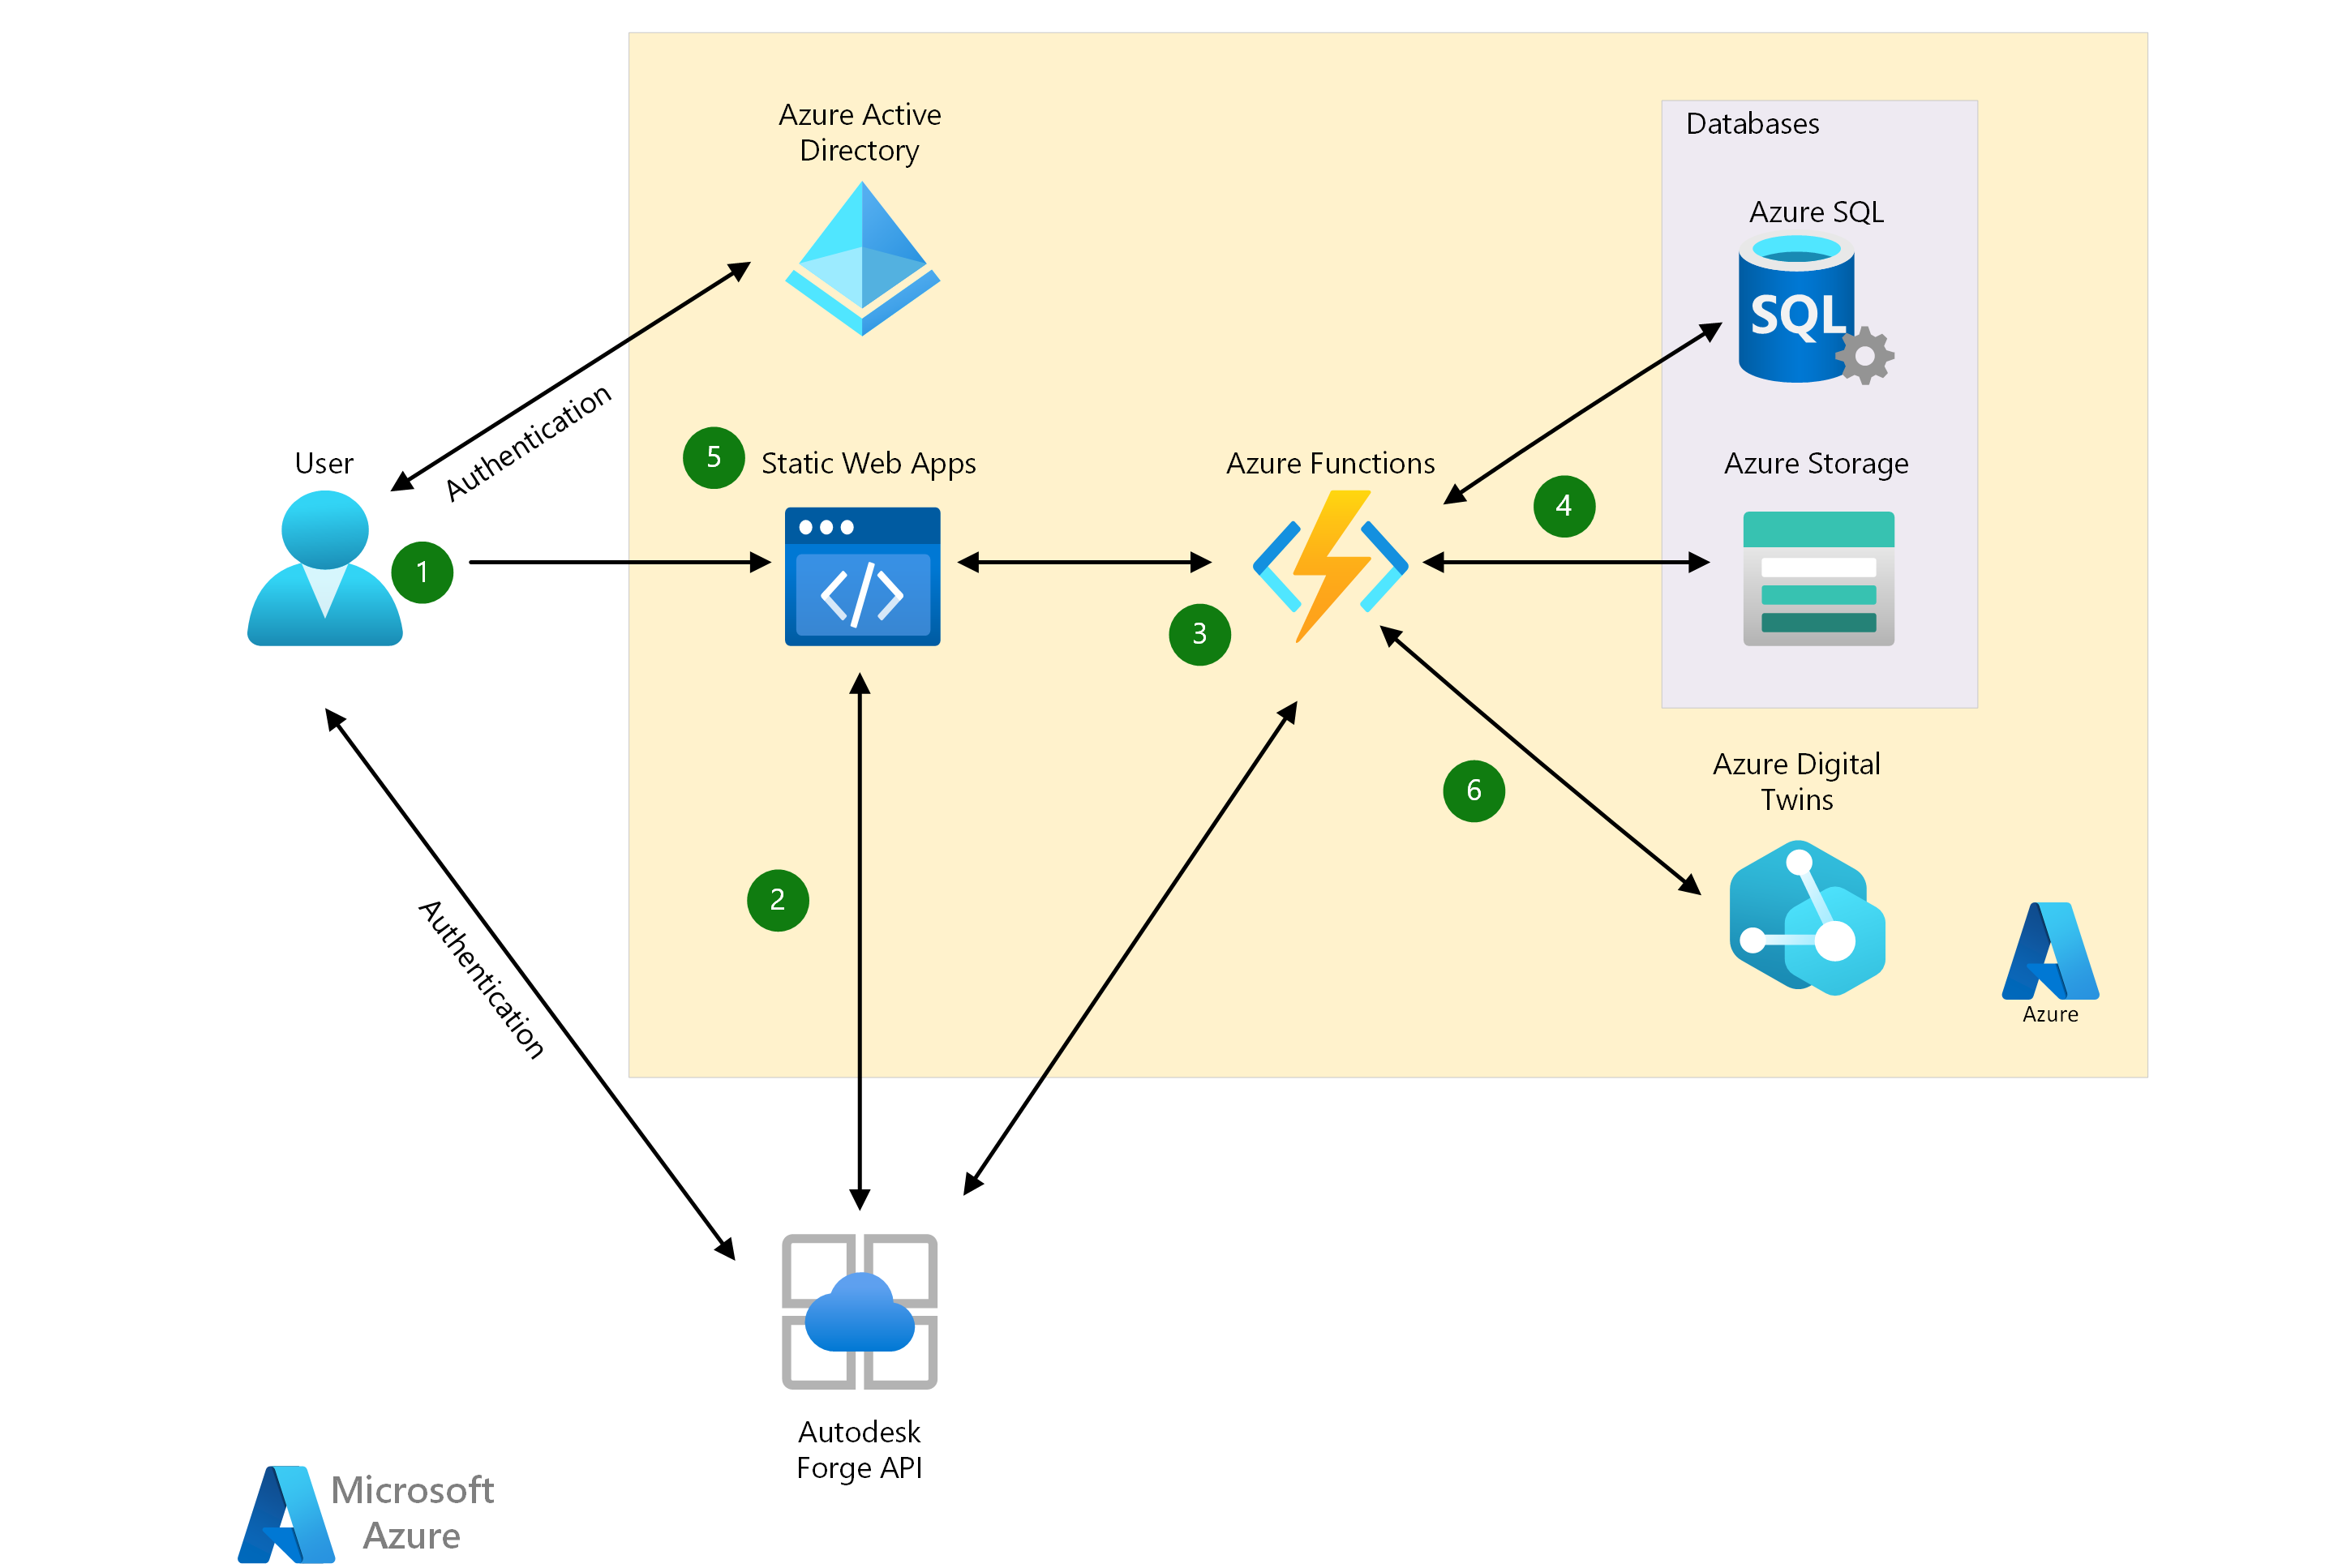 Azure Active
Directory
Databases
Azure SQL
SQL
Authentication
User
5
Static Web Apps
Azure Functions
4
Azure Storage
1
3
Azure Digital
Twins
6
2
Authentication
Azure
Autodesk
Forge API
Microsoft
Azure